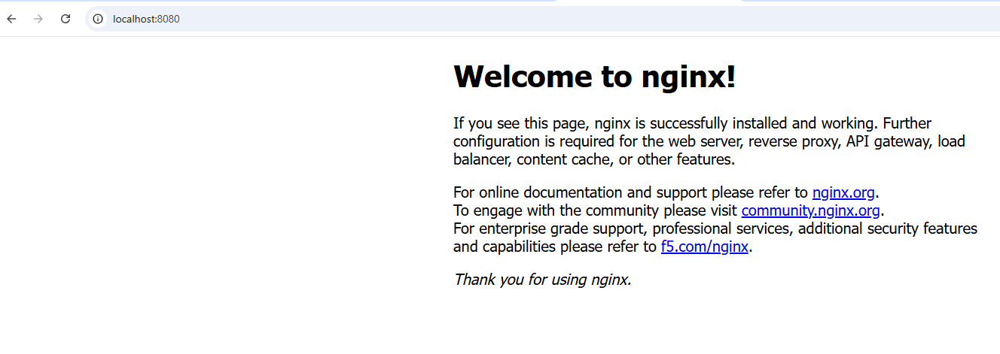 localhost:8080
Welcome to nginx!
If you see this page, nginx is successfully installed and working. Further
configuration is required for the web server, reverse proxy, API gateway, load
balancer, content cache, or other features.
For online documentation and support please refer to nginx.org.
To engage with the community please visit community.nginx.org.
For enterprise grade support, professional services, additional security features
and capabilities please refer to f5.com/nginx.
Thank you for using nginx.